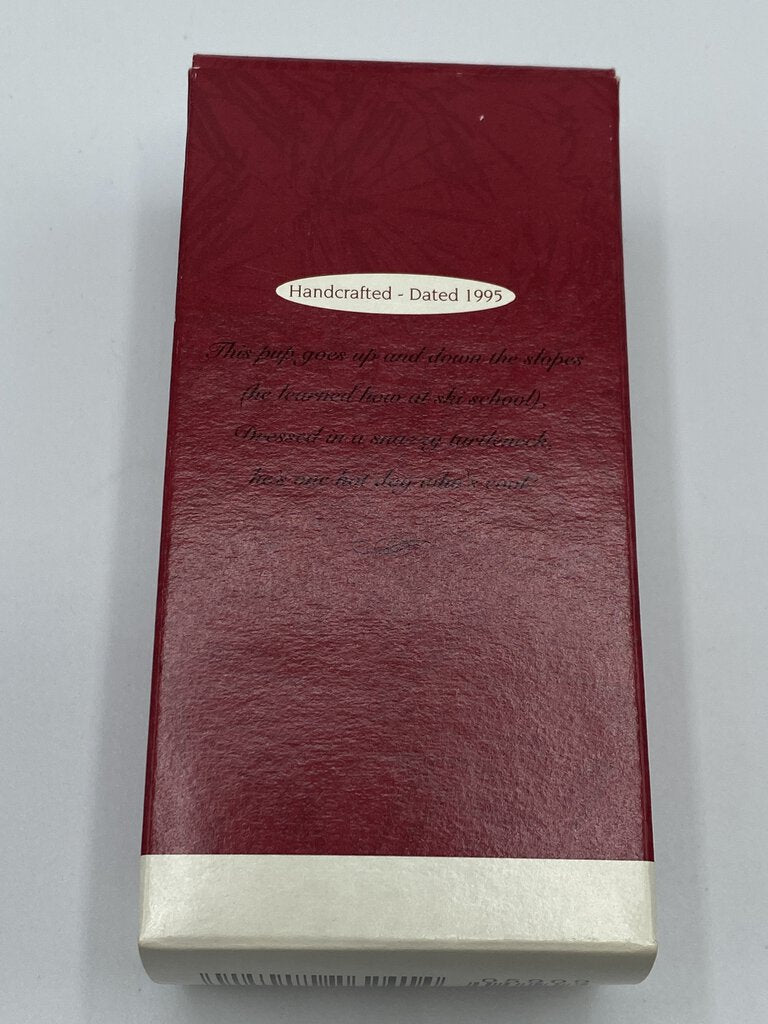 Handcrafted - Dated 1995
This pup goes up and down the slopes
(he learned how at ski school).
Dressed in a snazzy turtleneck,
he's one hot dog who's cool!